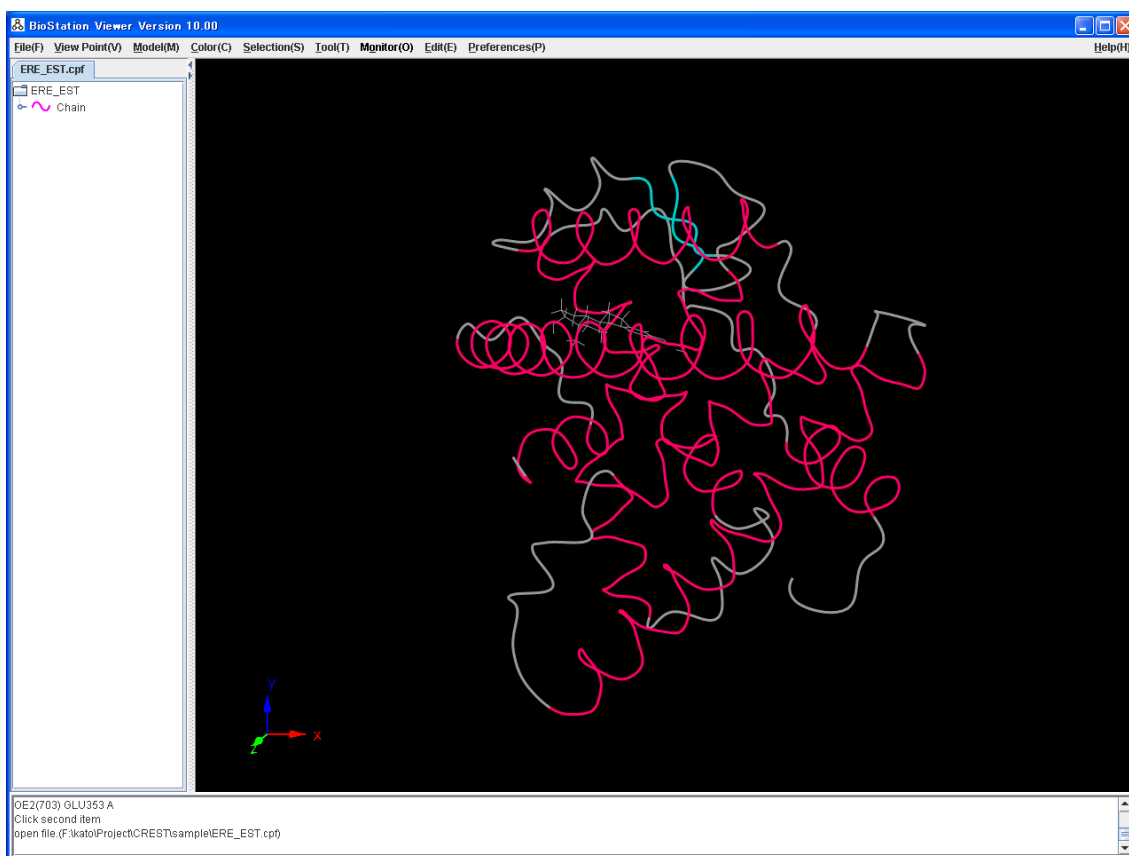 BioStation Viewer Version 10.00
File(F) View Point(V) Model(M) Color(C) Selection(S) Tool(T) Monitor(O) Edit(E) Preferences(P) Help(H)
ERE_EST.cpf
ERE_EST
Chain
Y
X
Z
OE2(703) GLU353 A
Click second item
open file.(F:\kato\Project\CREST\sample\ERE_EST.cpf)